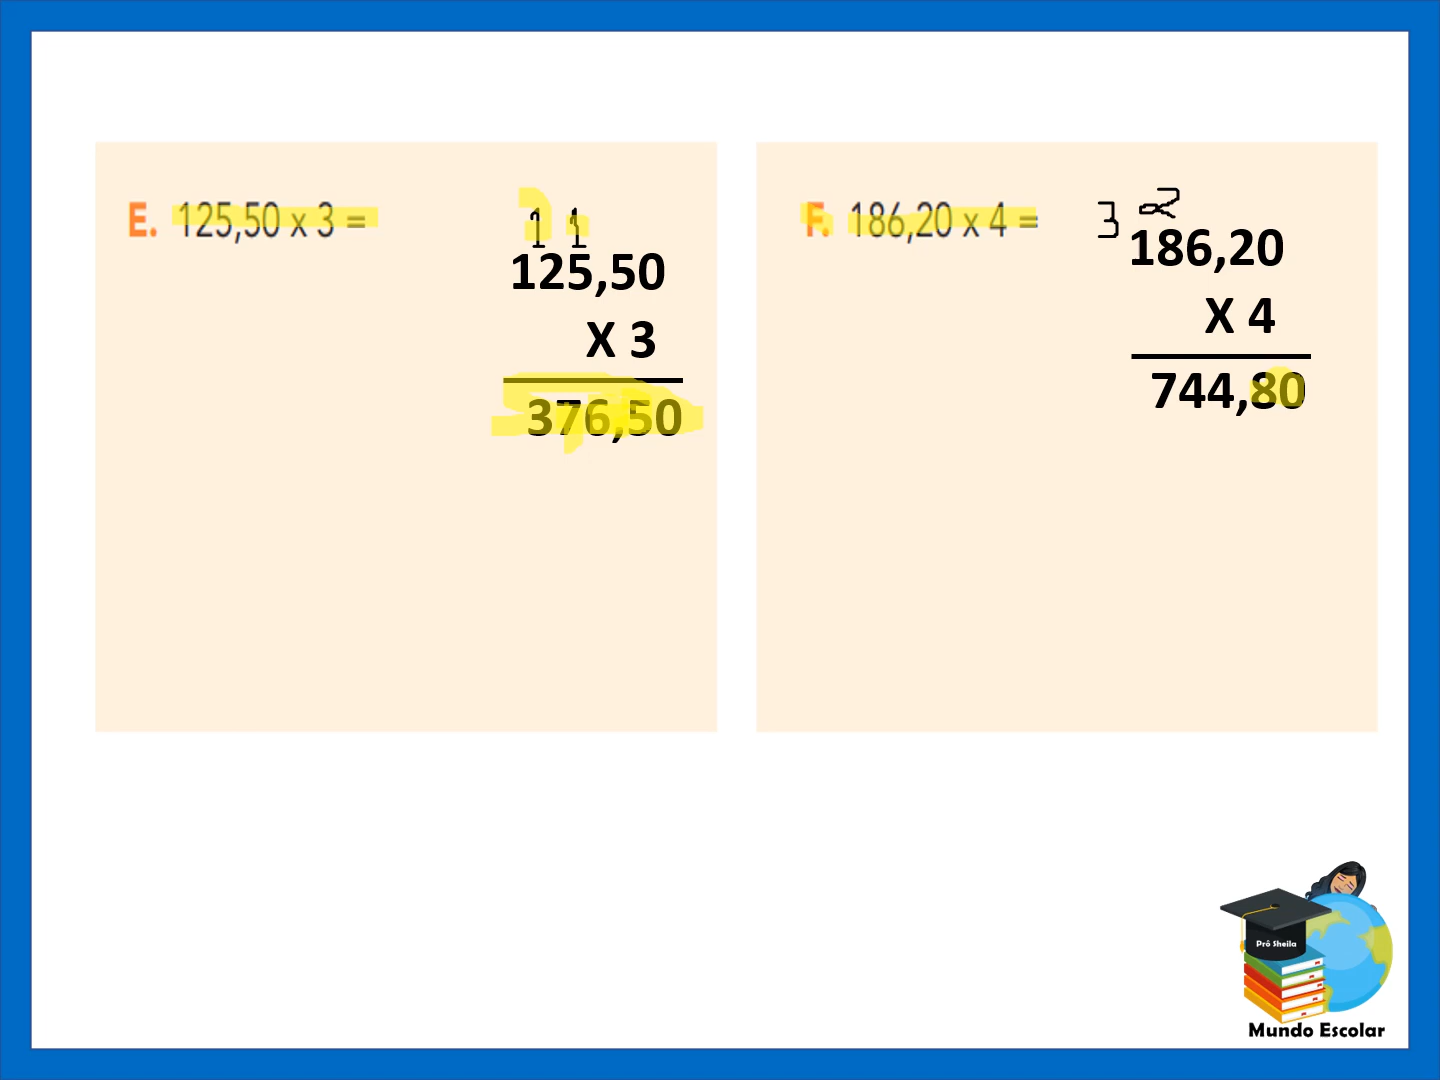 E. 125,50 x 3 =
1 1
125,50
X 3
376,50
F. 186,20 x 4 =
3 2
186,20
X 4
744,80
Prô Sheila
Mundo Escolar